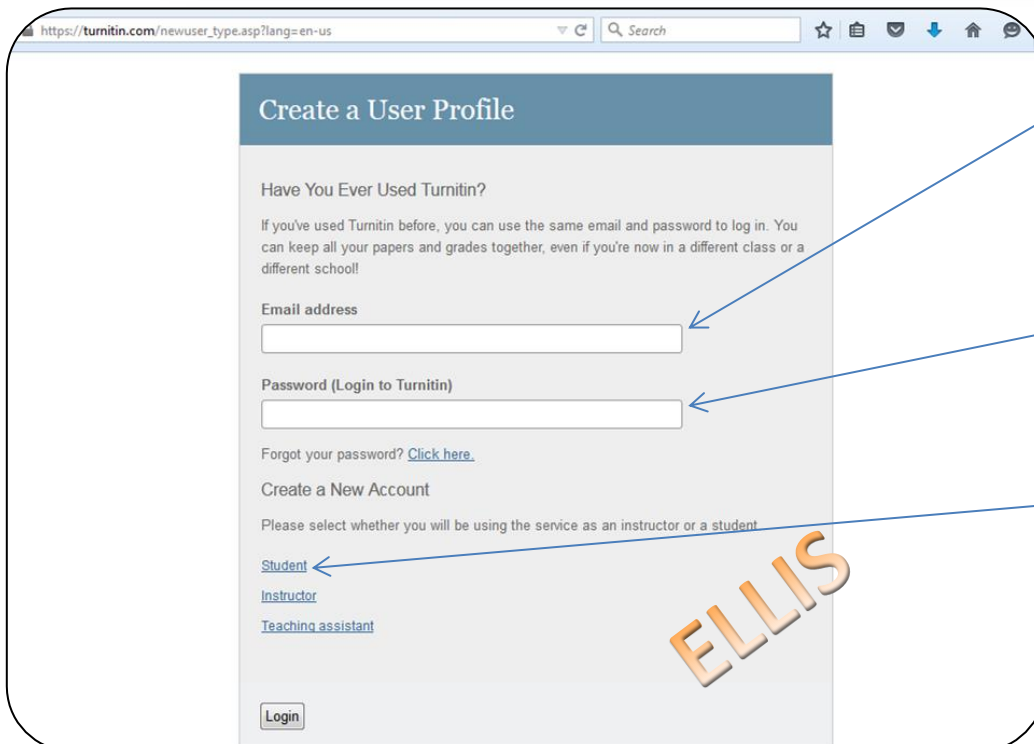 https://turnitin.com/newuser_type.asp?lang=en-us
Search
Create a User Profile
Have You Ever Used Turnitin?
If you've used Turnitin before, you can use the same email and password to log in. You
can keep all your papers and grades together, even if you're now in a different class or a
different school!
Email address
Password (Login to Turnitin)
Forgot your password? Click here.
Create a New Account
Please select whether you will be using the service as an instructor or a student.
Student
Instructor
Teaching assistant
ELLIS
Login